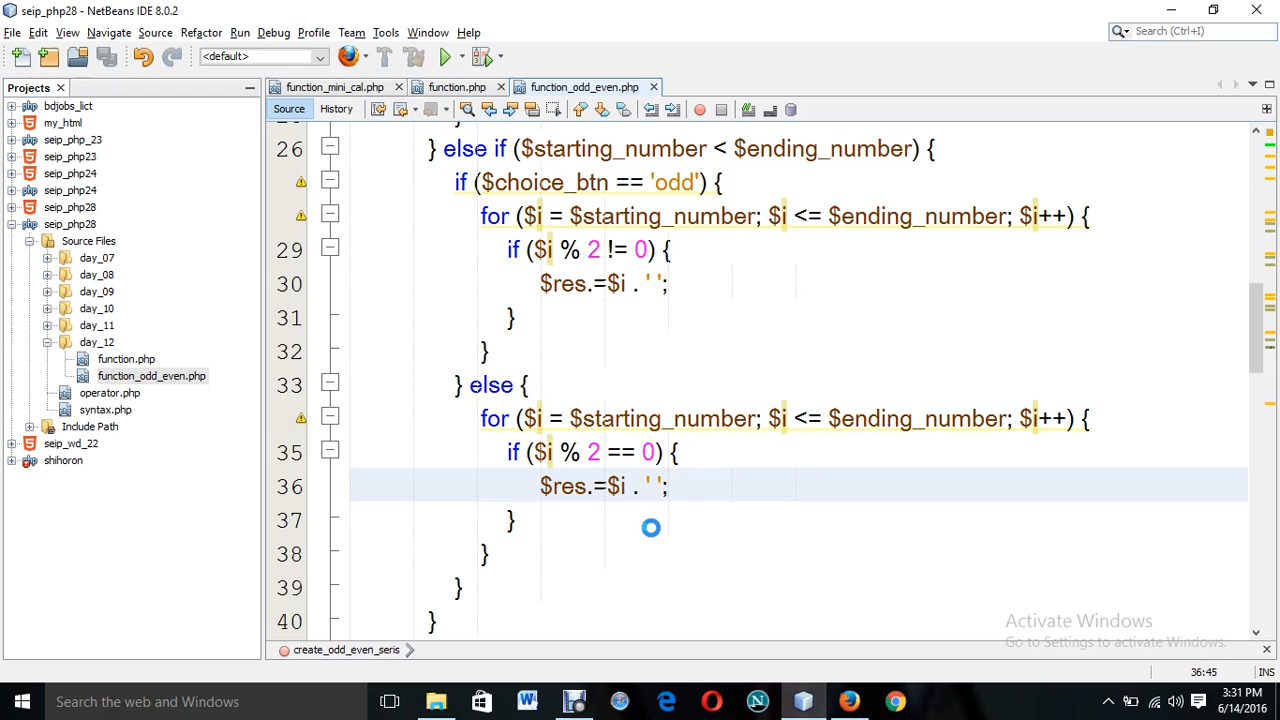 seip_php28 - NetBeans IDE 8.0.2
File Edit View Navigate Source Refactor Run Debug Profile Team Tools Window Help
Search (Ctrl+I)
<default>
Projects
function_mini_cal.php function.php function_odd_even.php
Source History
bdjobs_lict
my_html
seip_php_23
seip_php23
seip_php24
seip_php24
seip_php28
seip_php28
Source Files
day_07
day_08
day_09
day_10
day_11
day_12
function.php
function_odd_even.php
operator.php
syntax.php
Include Path
seip_wd_22
shihoron
26 } else if ($starting_number < $ending_number) {
if ($choice_btn == 'odd') {
for ($i = $starting_number; $i <= $ending_number; $i++) {
29 if ($i % 2 != 0) {
30 $res.=$i . ' ';
31 }
32 }
33 } else {
for ($i = $starting_number; $i <= $ending_number; $i++) {
35 if ($i % 2 == 0) {
36 $res.=$i . ' ';
37 }
38 }
39 }
40 }
Activate Windows
Go to Settings to activate Windows.
create_odd_even_seris
36:45 INS
Search the web and Windows
3:31 PM
6/14/2016